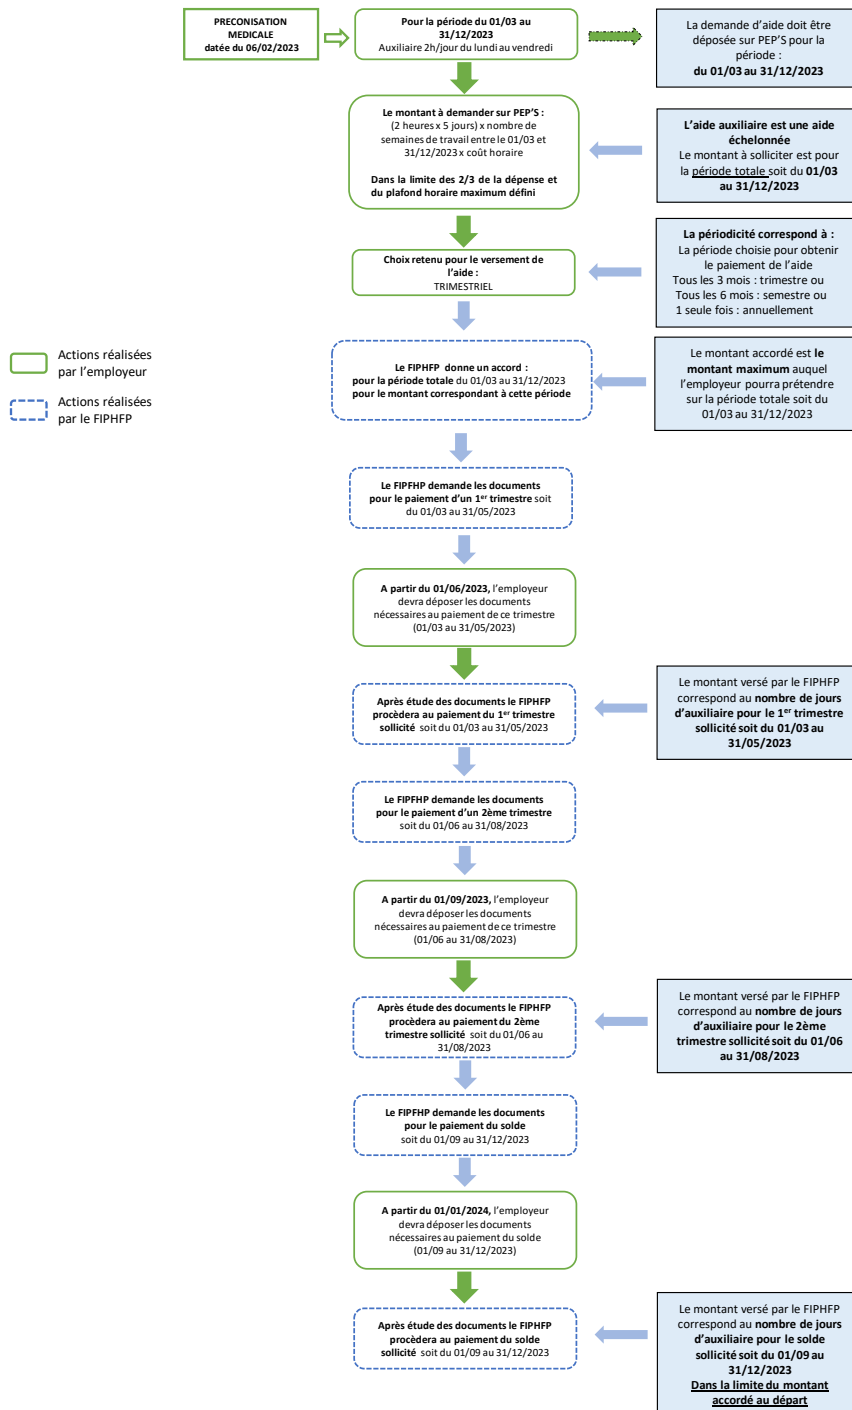 PRECONISATION
MEDICALE
datée du 06/02/2023
Pour la période du 01/03 au
31/12/2023
Auxiliaire 2h/jour du lundi au vendredi
La demande d'aide doit être
déposée sur PEP'S pour la
période :
du 01/03 au 31/12/2023
Le montant à demander sur PEP'S :
(2 heures x 5 jours) x nombre de
semaines de travail entre le 01/03 et
31/12/2023 x coût horaire
Dans la limite des 2/3 de la dépense et
du plafond horaire maximum défini
L'aide auxiliaire est une aide
échelonnée
Le montant à solliciter est pour
la période totale soit du 01/03
au 31/12/2023
Choix retenu pour le versement de
l'aide :
TRIMESTRIEL
La périodicité correspond à :
La période choisie pour obtenir
le paiement de l'aide
Tous les 3 mois : trimestre ou
Tous les 6 mois : semestre ou
1 seule fois : annuellement
Actions réalisées
par l'employeur
Actions réalisées
par le FIPHFP
Le FIPHFP donne un accord :
pour la période totale du 01/03 au 31/12/2023
pour le montant correspondant à cette période
Le montant accordé est le
montant maximum auquel
l'employeur pourra prétendre
sur la période totale soit du
01/03 au 31/12/2023
Le FIPFHP demande les documents
pour le paiement d'un 1er trimestre soit
du 01/03 au 31/05/2023
A partir du 01/06/2023, l'employeur
devra déposer les documents
nécessaires au paiement de ce trimestre
(01/03 au 31/05/2023)
Après étude des documents le FIPHFP
procèdera au paiement du 1er trimestre
sollicité soit du 01/03 au 31/05/2023
Le montant versé par le FIPHFP
correspond au nombre de jours
d'auxiliaire pour le 1er trimestre
sollicité soit du 01/03 au
31/05/2023
Le FIPFHP demande les documents
pour le paiement d'un 2ème trimestre
soit du 01/06 au 31/08/2023
A partir du 01/09/2023, l'employeur
devra déposer les documents
nécessaires au paiement de ce trimestre
(01/06 au 31/08/2023)
Après étude des documents le FIPHFP
procèdera au paiement du 2ème
trimestre sollicité soit du 01/06 au
31/08/2023
Le montant versé par le FIPHFP
correspond au nombre de jours
d'auxiliaire pour le 2ème
trimestre sollicité soit du 01/06
au 31/08/2023
Le FIPFHP demande les documents
pour le paiement du solde
soit du 01/09 au 31/12/2023
A partir du 01/01/2024, l'employeur
devra déposer les documents
nécessaires au paiement du solde
(01/09 au 31/12/2023)
Après étude des documents le FIPHFP
procèdera au paiement du solde
sollicité soit du 01/09 au 31/12/2023
Le montant versé par le FIPHFP
correspond au nombre de jours
d'auxiliaire pour le solde
sollicité soit du 01/09 au
31/12/2023
Dans la limite du montant
accordé au départ